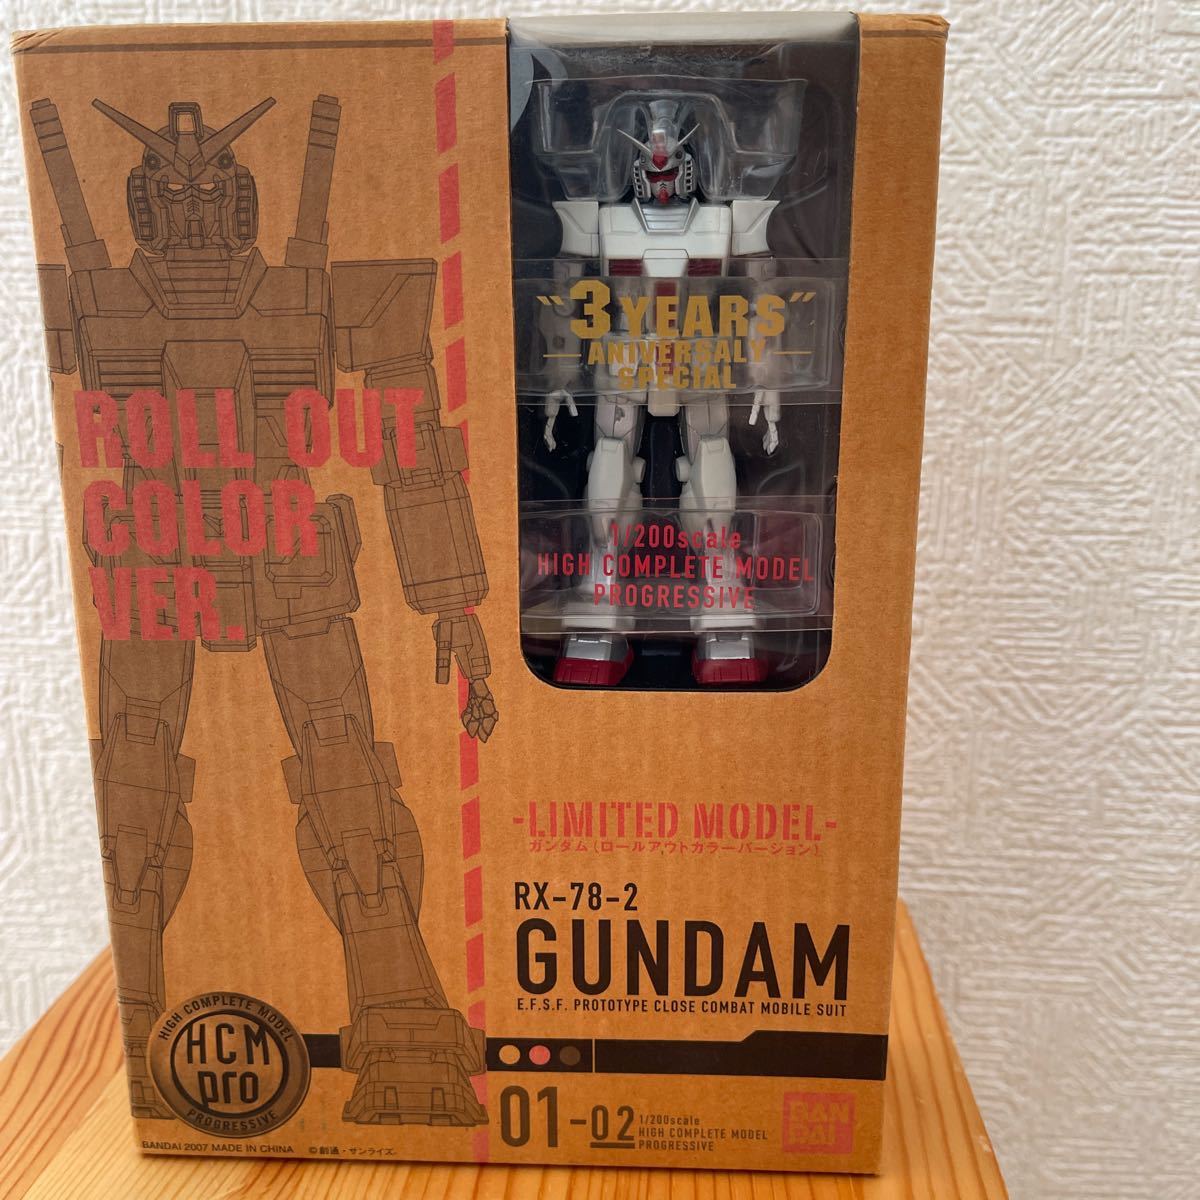 "3 YEARS"
ANIVERSALY
SPECIAL
ROLL OUT
COLOR
VER.
1/200scale
HIGH COMPLETE MODEL
PROGRESSIVE
-LIMITED MODEL-
ガンダム(ロールアウトカラーバージョン)
RX-78-2
GUNDAM
E.F.S.F. PROTOTYPE CLOSE COMBAT MOBILE SUIT
HIGH COMPLETE MODEL
HCM
pro
PROGRESSIVE
01-02
1/200scale
HIGH COMPLETE MODEL
PROGRESSIVE
BAN
DAI
BANDAI 2007 MADE IN CHINA ©創通・サンライズ